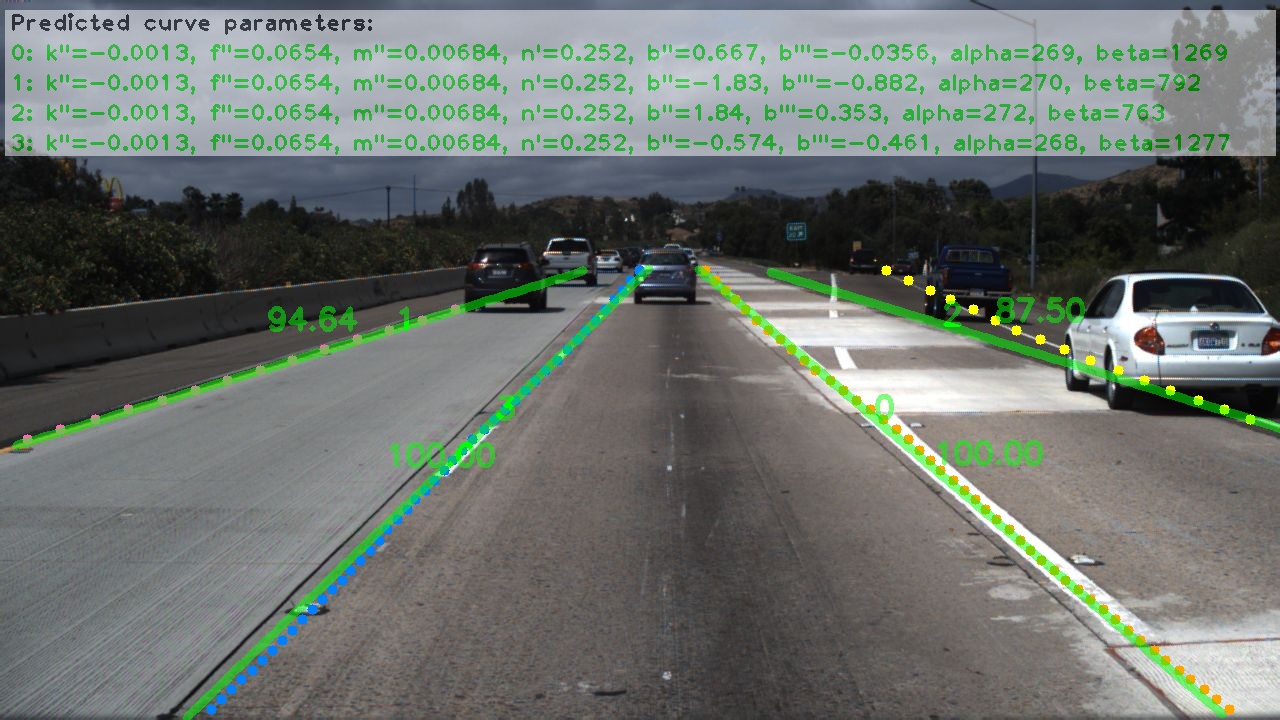 Predicted curve parameters:
0: k''=-0.0013, f''=0.0654, m''=0.00684, n'=0.252, b''=0.667, b'''=-0.0356, alpha=269, beta=1269
1: k''=-0.0013, f''=0.0654, m''=0.00684, n'=0.252, b''=-1.83, b'''=-0.882, alpha=270, beta=792
2: k''=-0.0013, f''=0.0654, m''=0.00684, n'=0.252, b''=1.84, b'''=0.353, alpha=272, beta=763
3: k''=-0.0013, f''=0.0654, m''=0.00684, n'=0.252, b''=-0.574, b'''=-0.461, alpha=268, beta=1277
EXIT
94.64 1
2 87.50
3 0
100.00 100.00